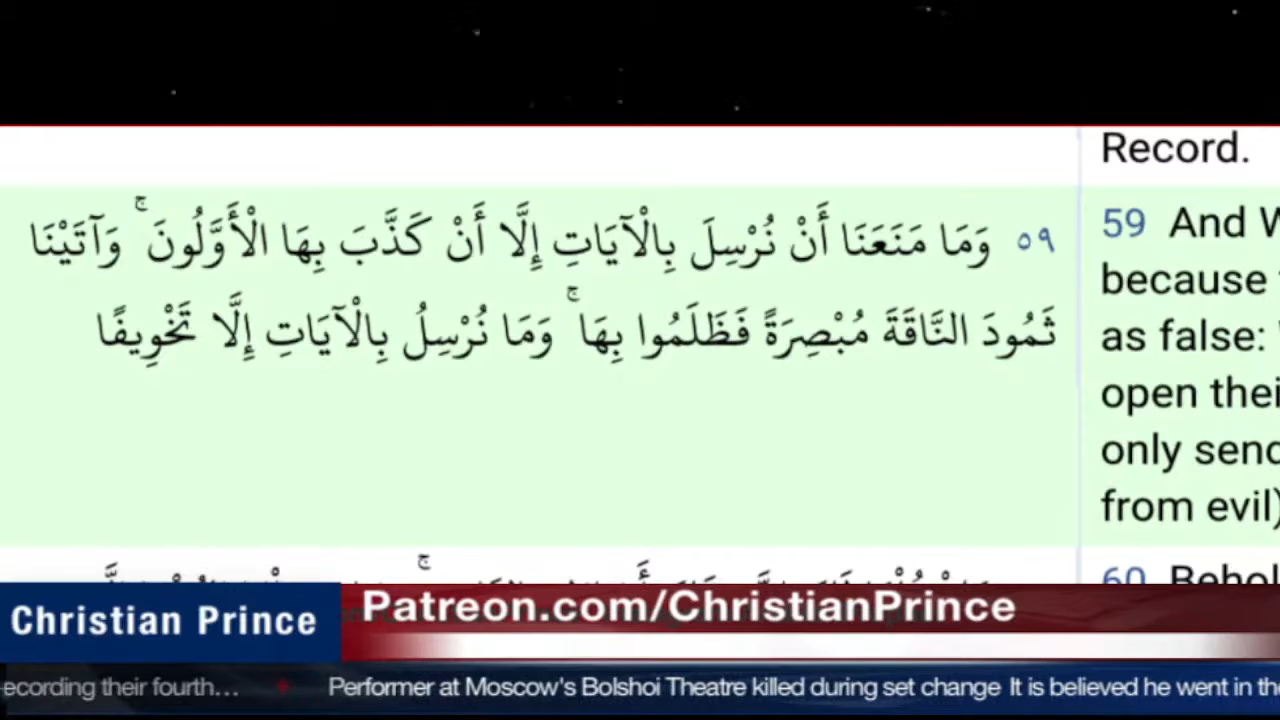 Record.
٥٩ وَمَا مَنَعَنَا أَنْ نُرْسِلَ بِالْآيَاتِ إِلَّا أَنْ كَذَّبَ بِهَا الْأَوَّلُونَ ۚ وَآتَيْنَا
ثَمُودَ النَّاقَةَ مُبْصِرَةً فَظَلَمُوا بِهَا ۚ وَمَا نُرْسِلُ بِالْآيَاتِ إِلَّا تَخْوِيفًا
59 And W
because
as false:
open thei
only send
from evil)
60 Behol
Christian Prince
Patreon.com/ChristianPrince
ecording their fourth... + Performer at Moscow's Bolshoi Theatre killed during set change It is believed he went in the